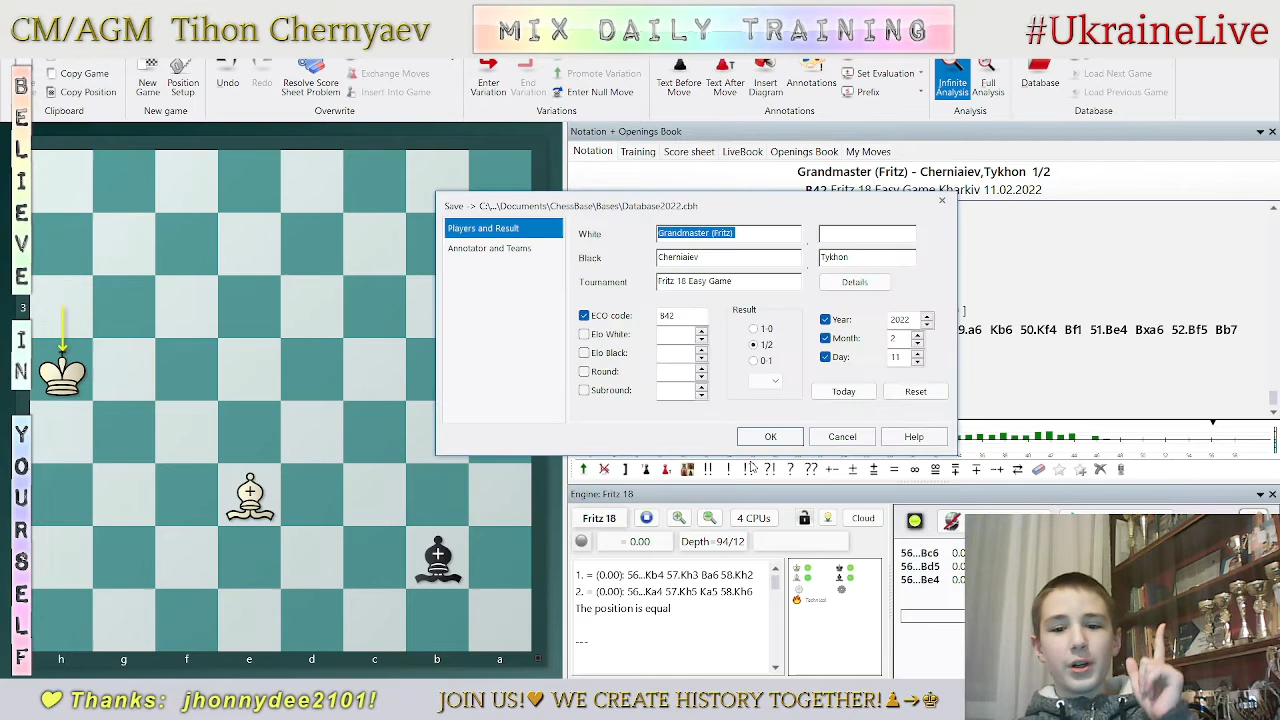 CM/AGM Tihon Chernyaev
MIX DAILY TRAINING
#UkraineLive
BELIEVE
IN
YOURSELF
Copy Game
Copy Position
Clipboard
New
Game
Position
Setup
New game
Undo
Redo
Resolve Score
Sheet Problem
Exchange Moves
Insert Into Game
Overwrite
Enter
Variation
End
Variation
Promote Variation
Enter Null Move
Variations
Text Before
Move
Text After
Move
Insert
Diagram
Annotations
Set Evaluation
Prefix
Annotations
Infinite
Analysis
Full
Analysis
Analysis
Database
Load Next Game
Load Previous Game
Database
Notation + Openings Book
Notation Training Score sheet LiveBook Openings Book My Moves
Grandmaster (Fritz) - Cherniaiev,Tykhon 1/2
B42 Fritz 18 Easy Game Kharkiv 11.02.2022
]
9.a6 Kb6 50.Kf4 Bf1 51.Be4 Bxa6 52.Bf5 Bb7
Save -> C:\...\Documents\ChessBase\Bases\Database2022.cbh
Players and Result
Annotator and Teams
White Grandmaster (Fritz) ,
Black Cherniaiev , Tykhon
Tournament Fritz 18 Easy Game Details
ECO code: B42
Elo White:
Elo Black:
Round:
Subround:
Result
1-0
1/2
0-1
Year: 2022
Month: 2
Day: 11
Today Reset
OK Cancel Help
] !! ! !? ?! ? ?? +- ± ⩲ = ∞
Engine: Fritz 18
Fritz 18 4 CPUs Cloud
= 0.00 Depth=94/12
1. = (0.00): 56...Kb4 57.Kh3 Ba6 58.Kh2
2. = (0.00): 56...Ka4 57.Kh5 Ka5 58.Kh6
The position is equal
---
Technical
56...Bc6
56...Bd5
56...Be4
3
h g f e d c b a
Thanks: jhonnydee2101!
JOIN US! WE CREATE HISTORY TOGETHER!